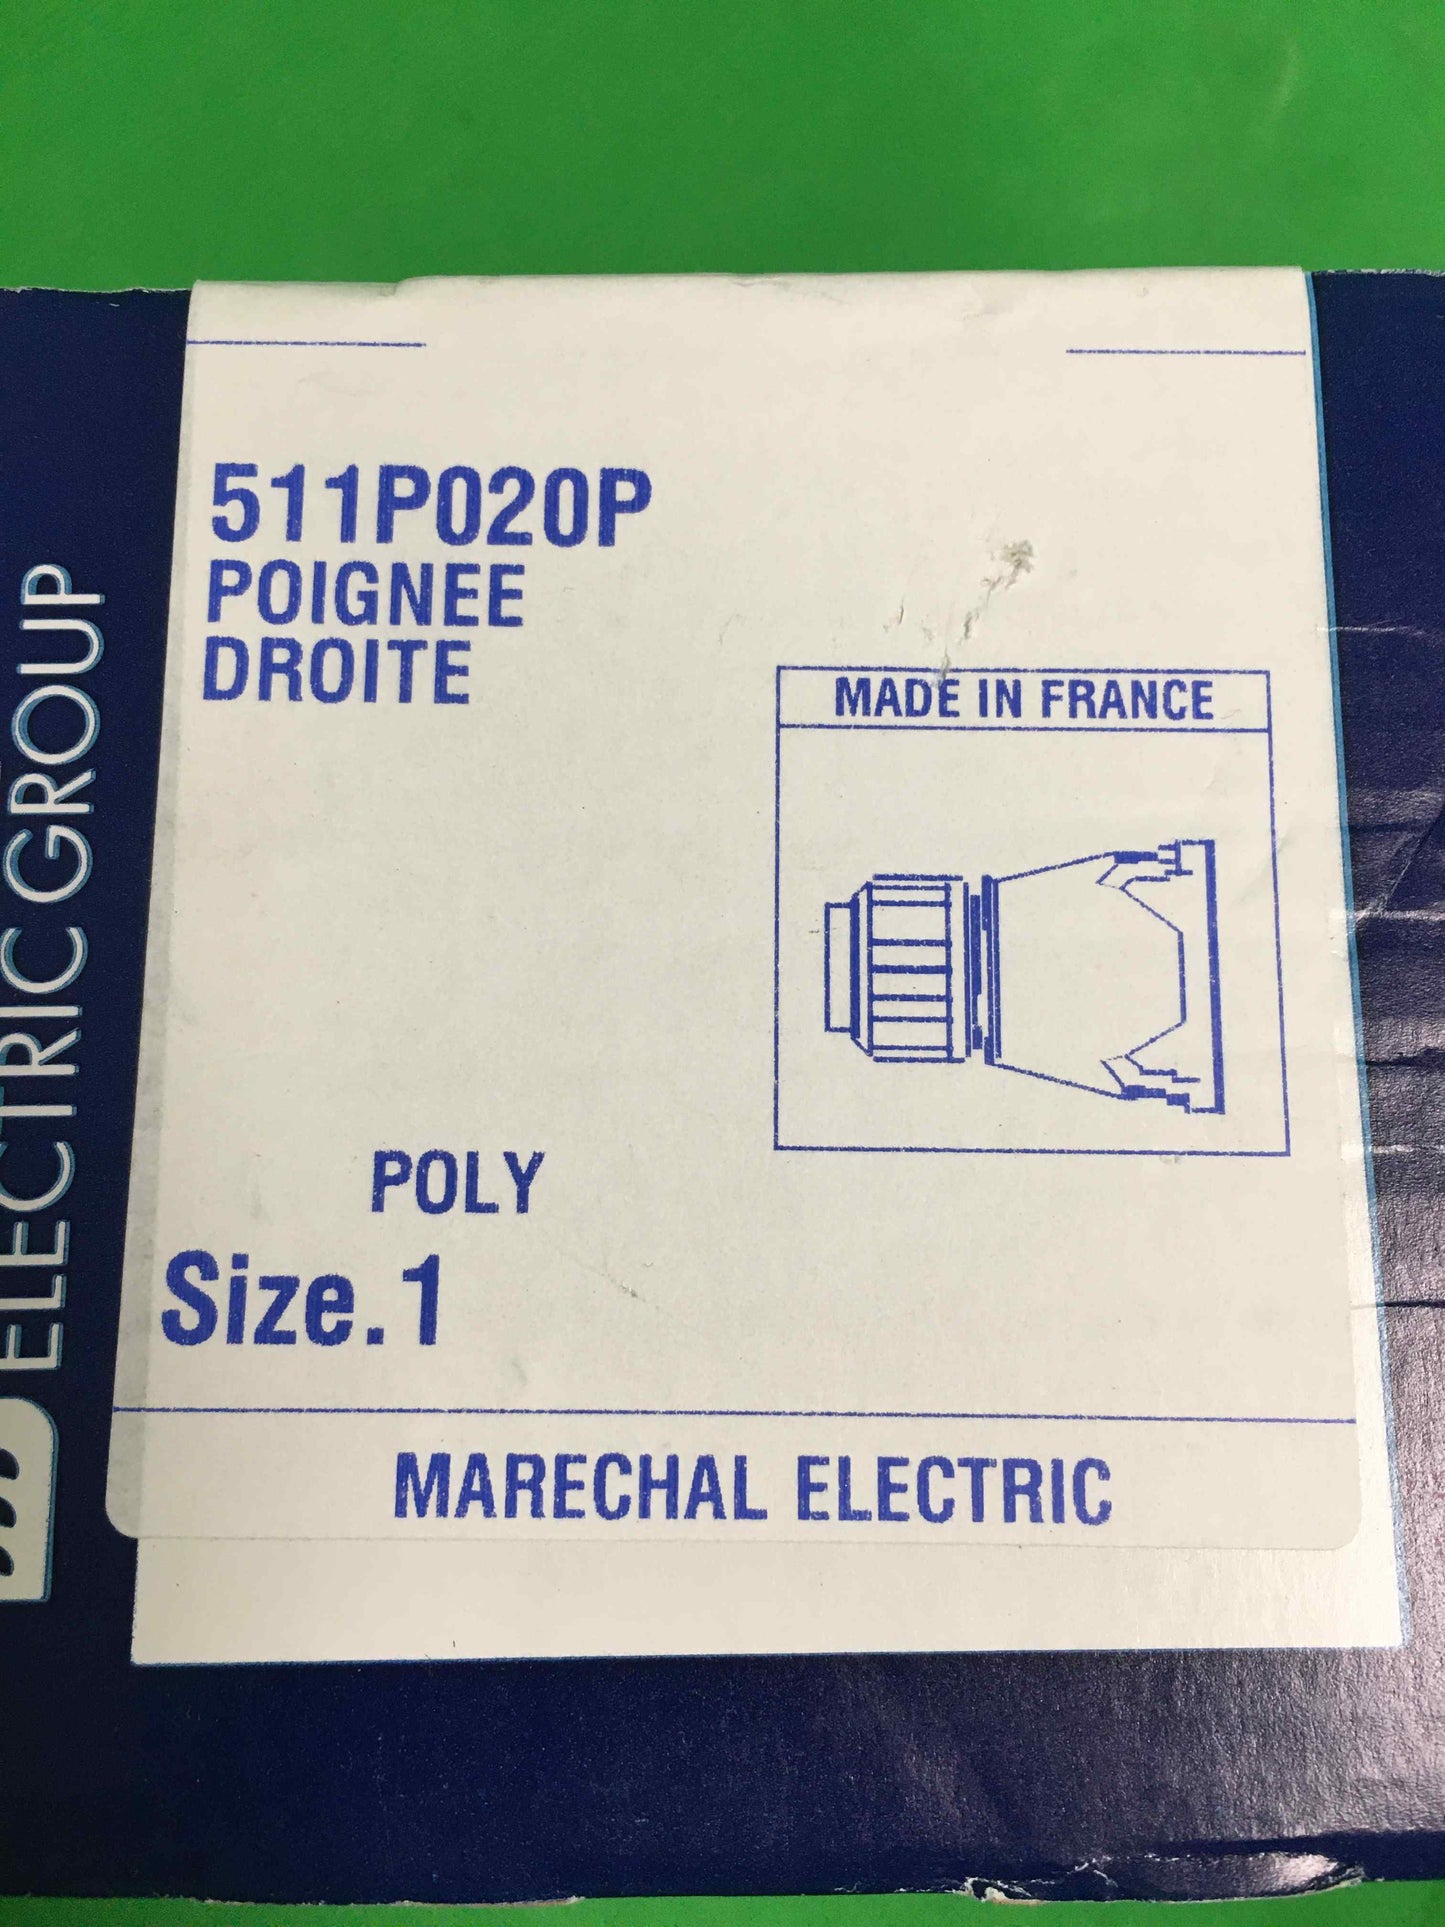 511P020P
POIGNEE
DROITE
MADE IN FRANCE
POLY
Size.1
MARECHAL ELECTRIC
ELECTRIC GROUP